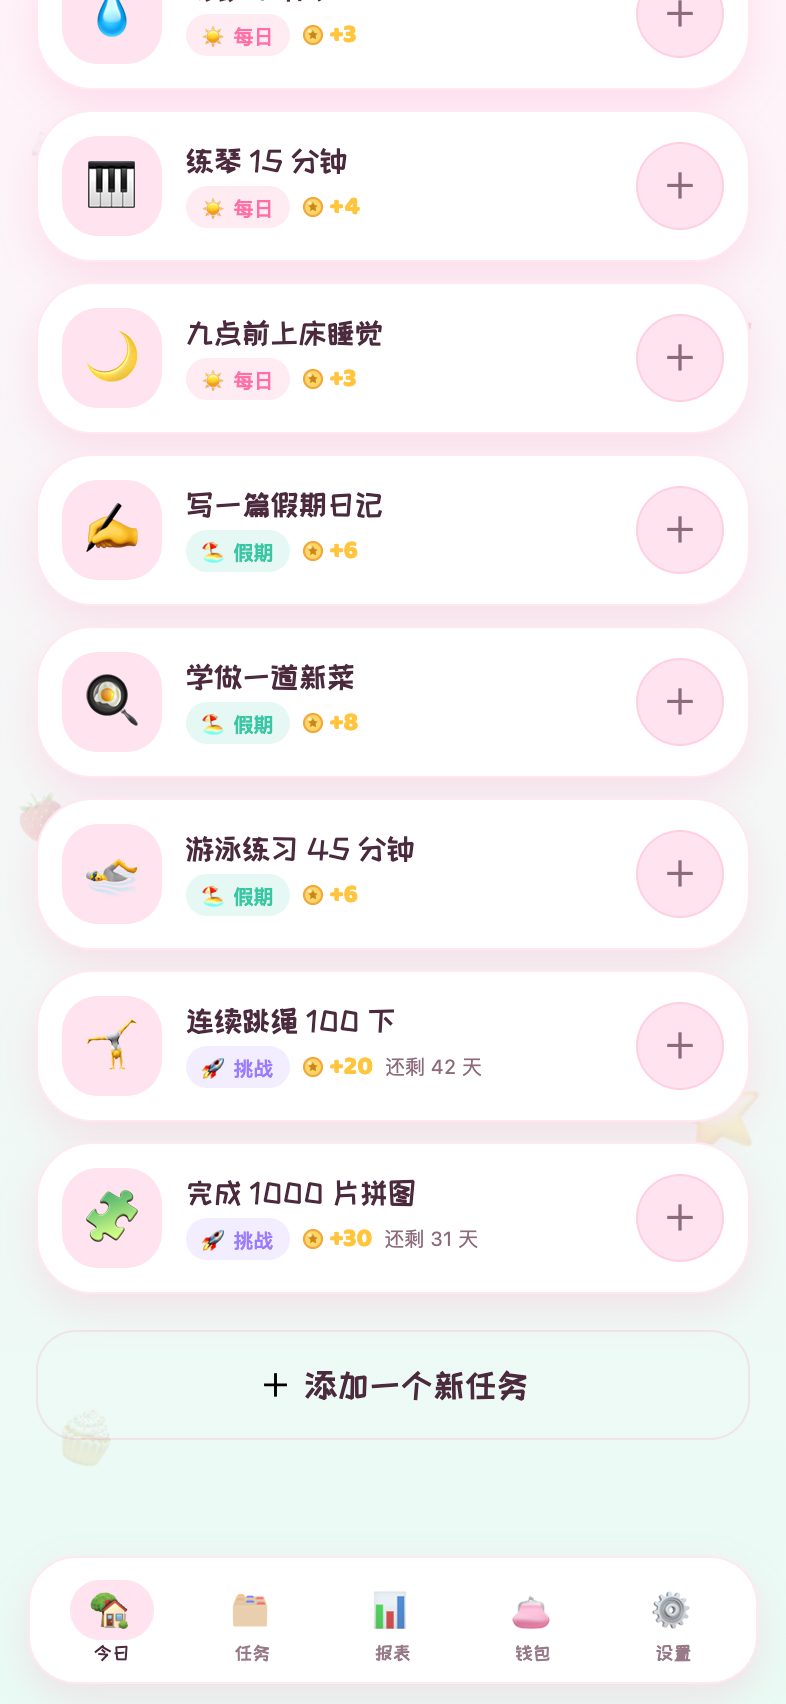 每日 +3
练琴 15 分钟
每日 +4
九点前上床睡觉
每日 +3
写一篇假期日记
假期 +6
学做一道新菜
假期 +8
游泳练习 45 分钟
假期 +6
连续跳绳 100 下
挑战 +20 还剩 42 天
完成 1000 片拼图
挑战 +30 还剩 31 天
+ 添加一个新任务
今日 任务 报表 钱包 设置